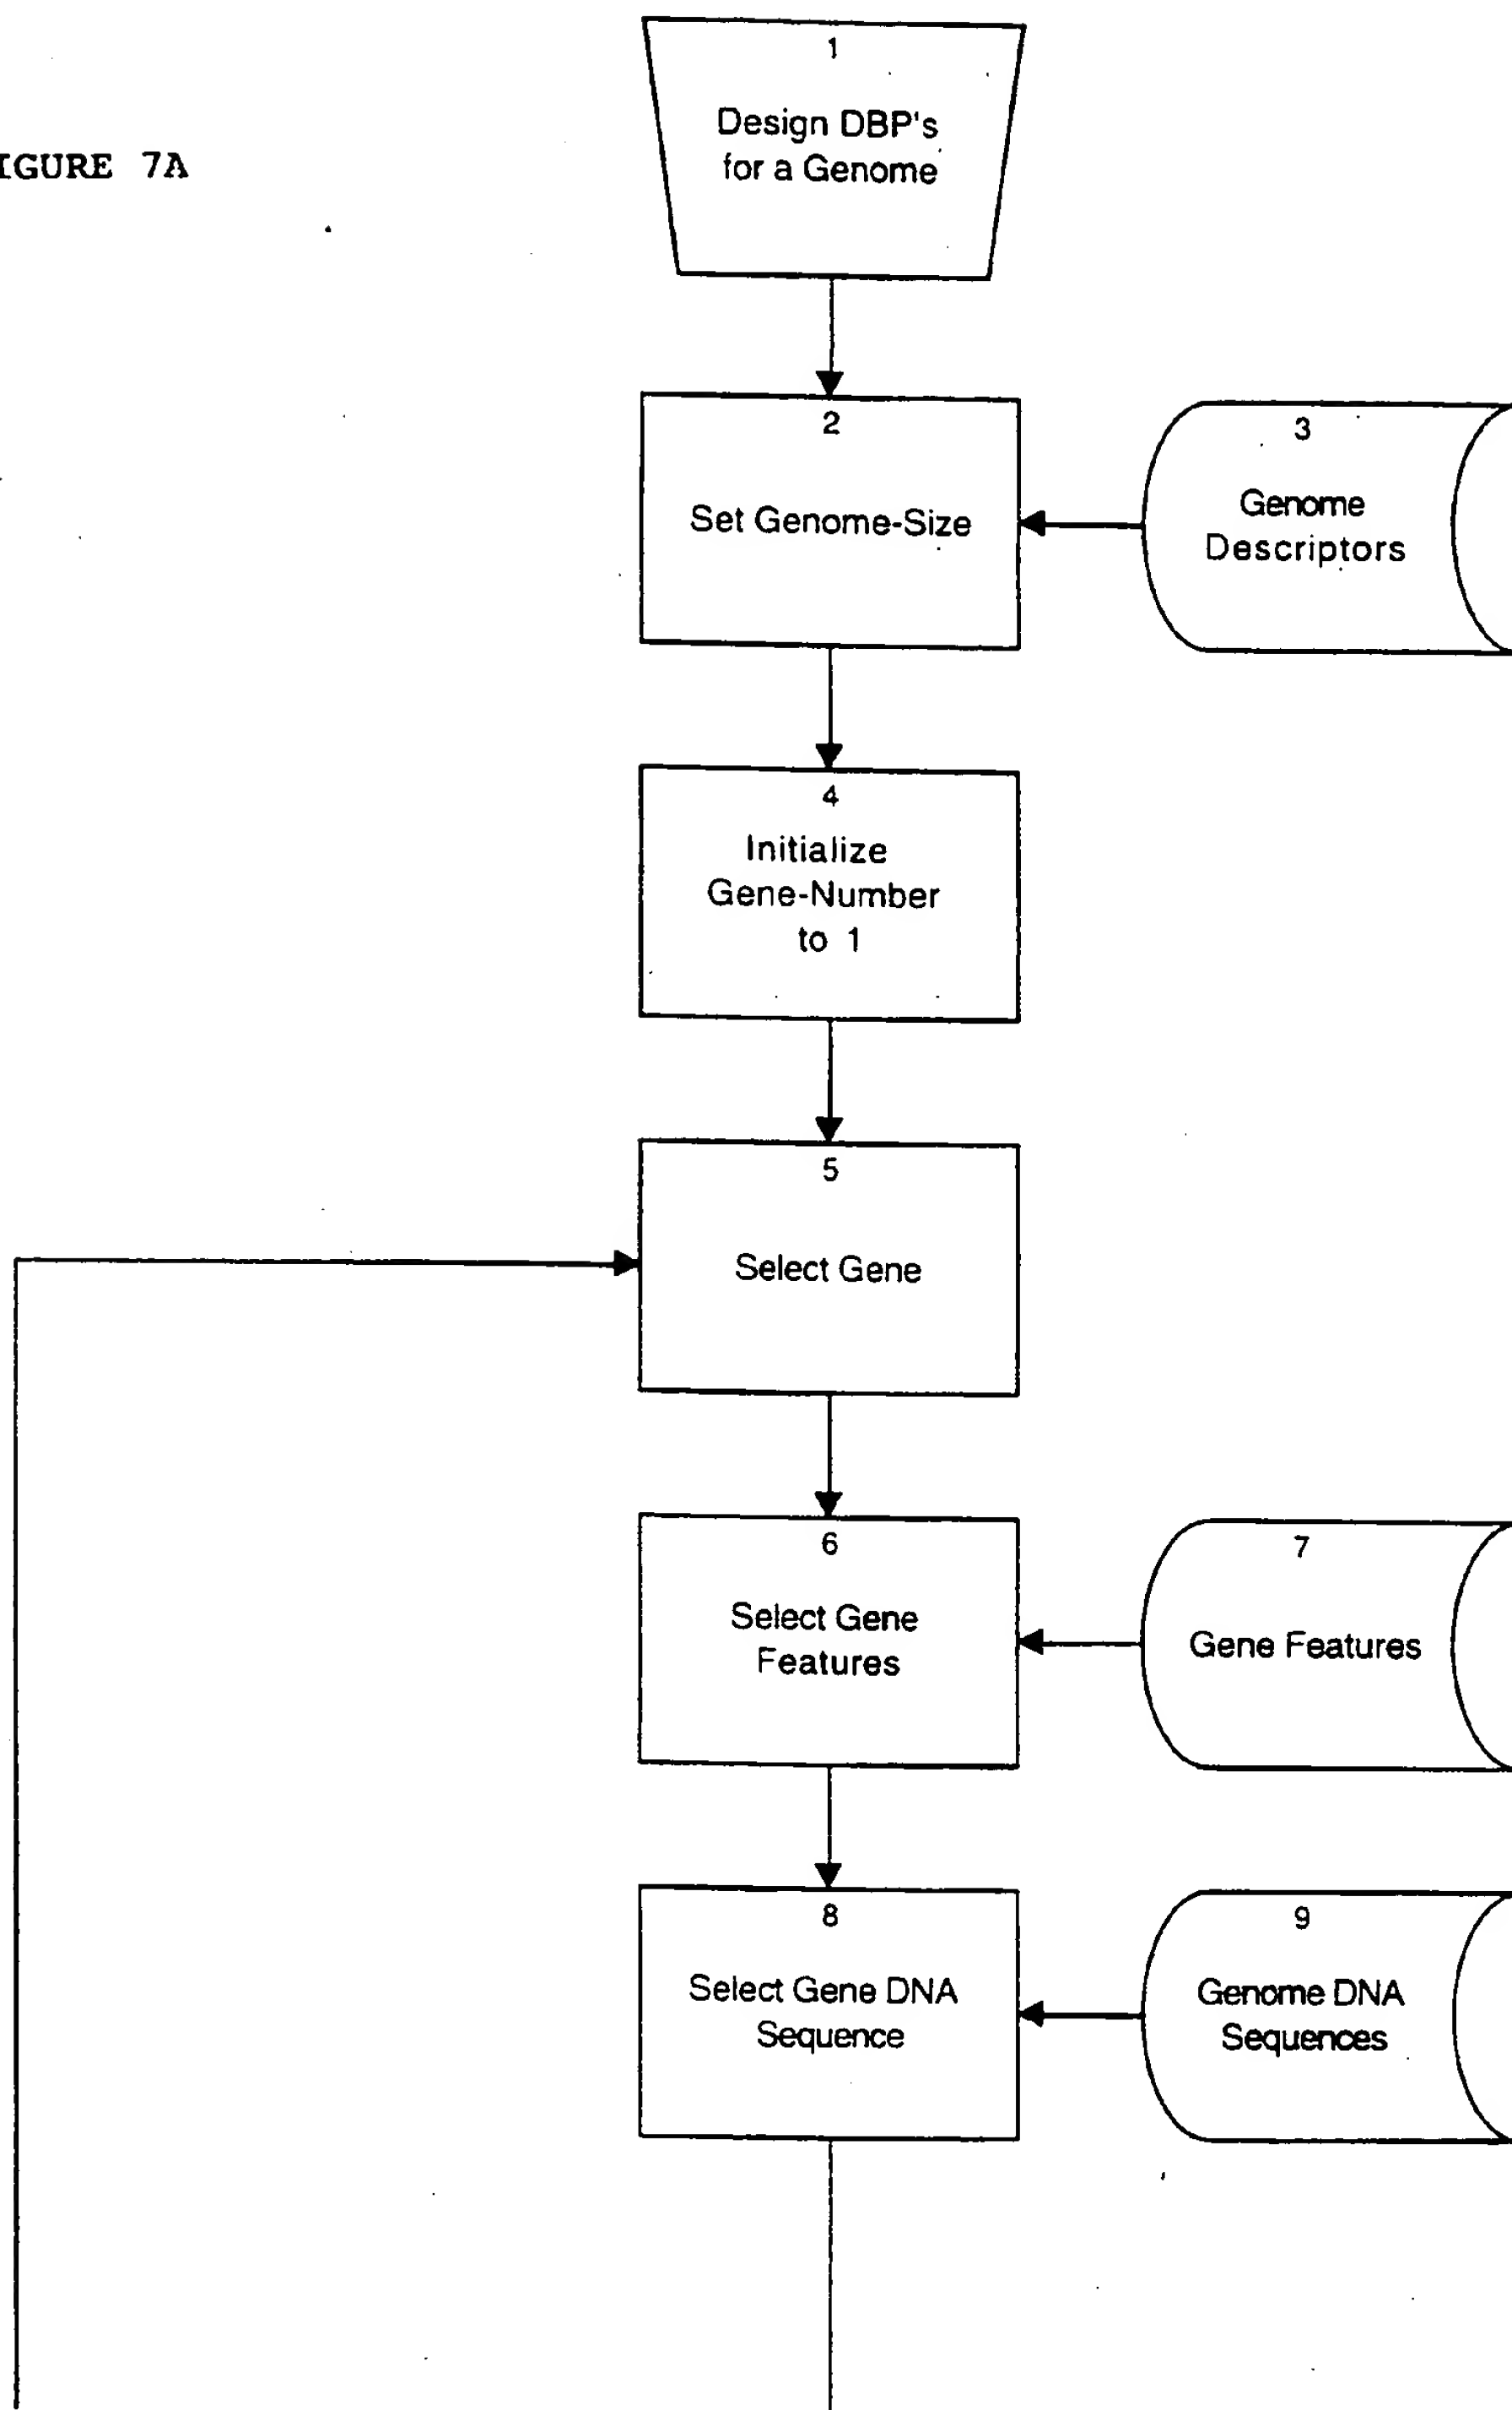 IGURE 7A
1
Design DBP's
for a Genome
2
Set Genome-Size
3
Genome
Descriptors
4
Initialize
Gene-Number
to 1
5
Select Gene
6
Select Gene
Features
7
Gene Features
8
Select Gene DNA
Sequence
9
Genome DNA
Sequences